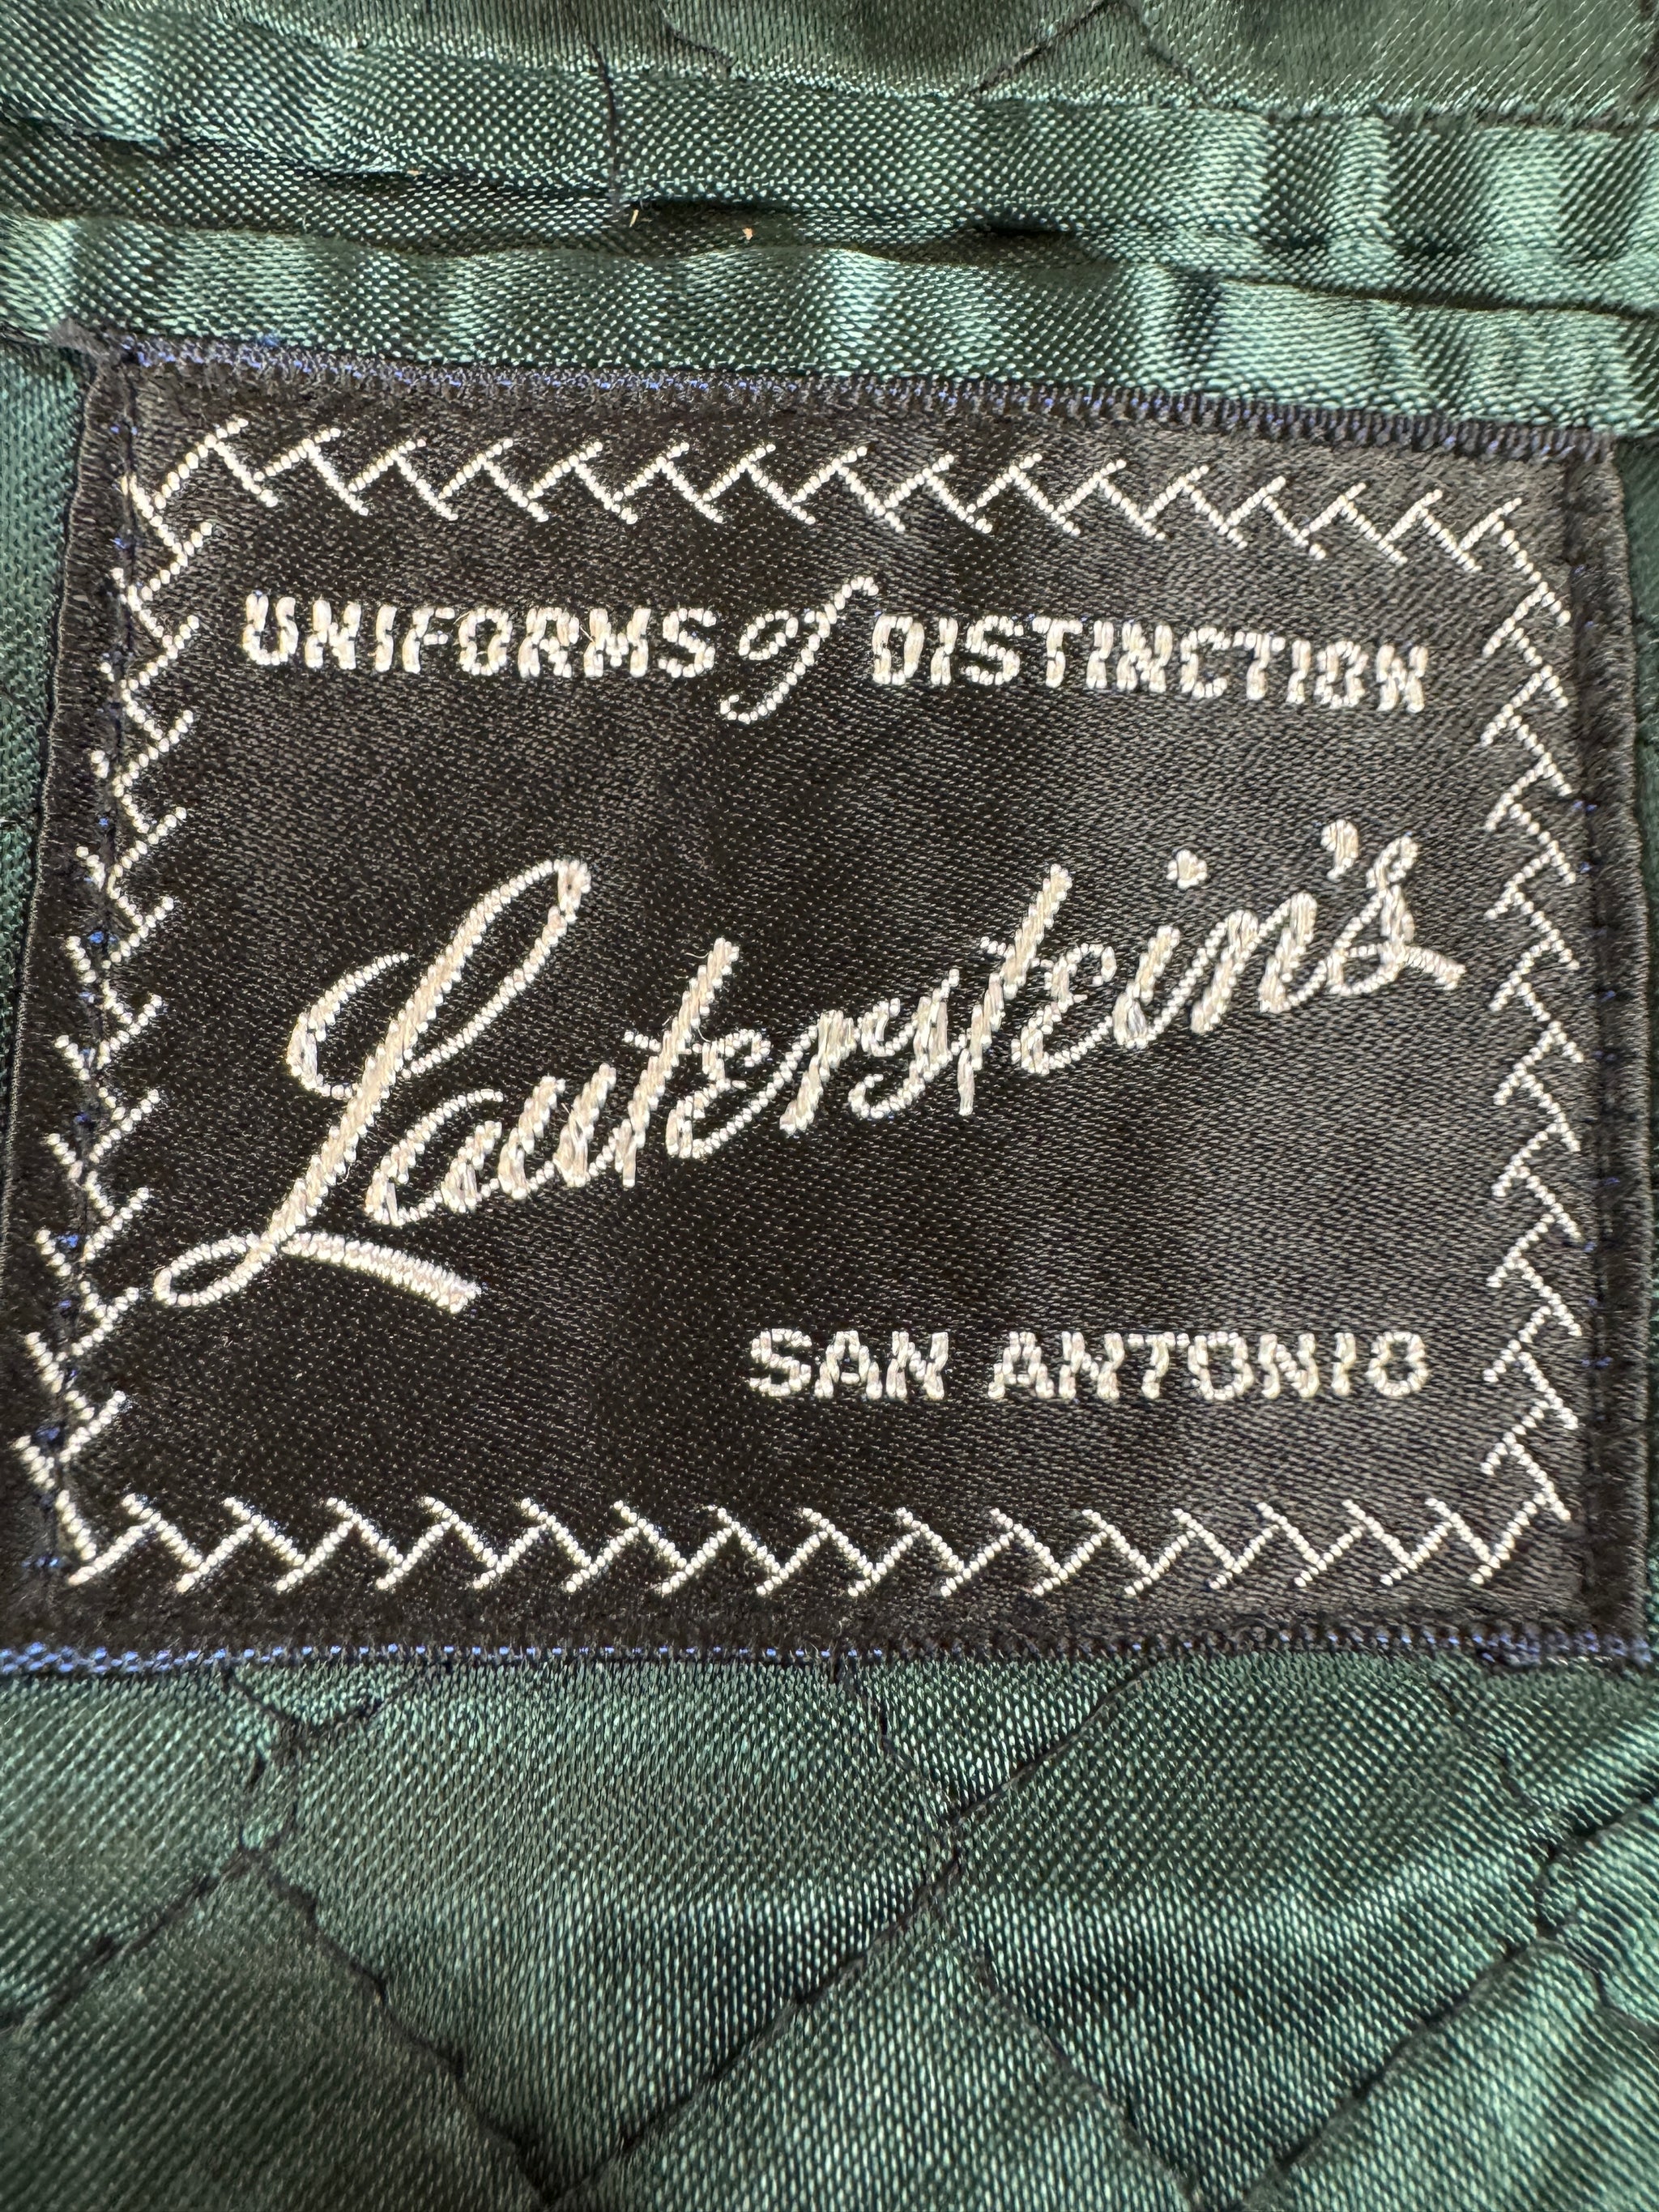 UNIFORMS of DISTINCTION
Lauterstein's
SAN ANTONIO